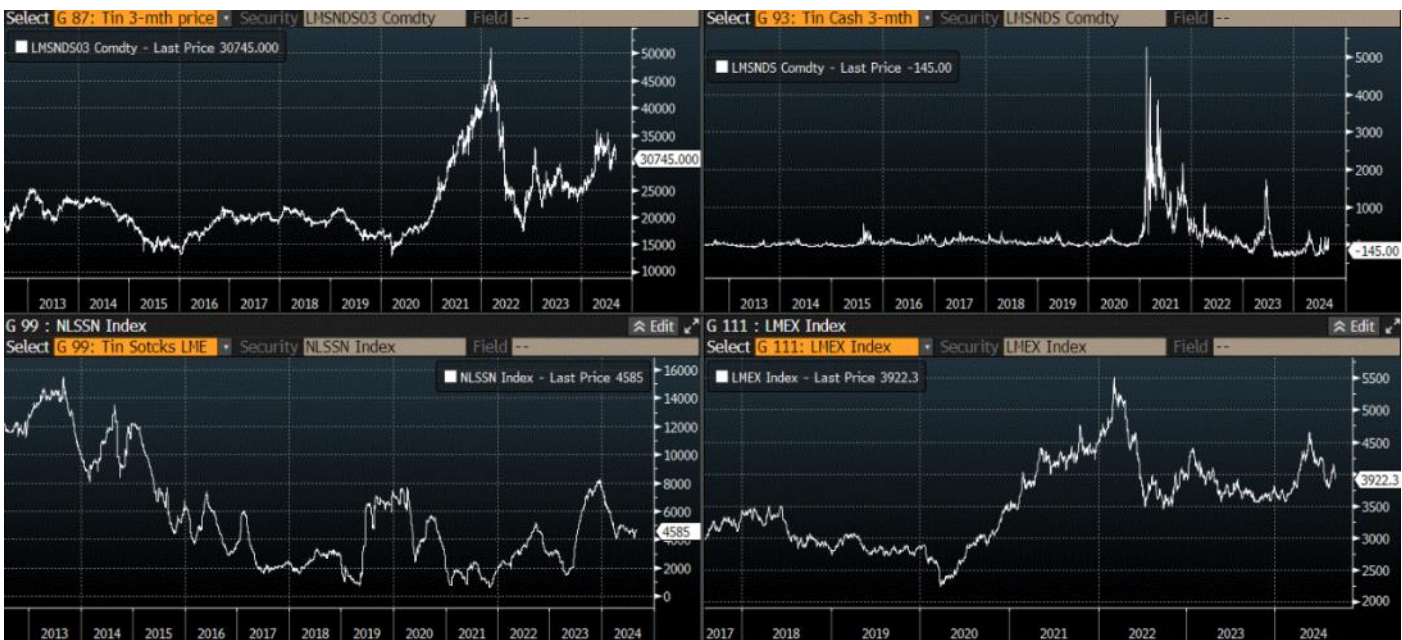 Select G 87: Tin 3-mth price Security LMSNDS03 Comdty Field --
LMSNDS03 Comdty - Last Price 30745.000
50000
45000
40000
35000
30745.000
25000
20000
15000
10000
2013 2014 2015 2016 2017 2018 2019 2020 2021 2022 2023 2024
Select G 93: Tin Cash 3-mth Security LMSNDS Comdty Field --
LMSNDS Comdty - Last Price -145.00
5000
4000
3000
2000
1000
-145.00
2013 2014 2015 2016 2017 2018 2019 2020 2021 2022 2023 2024
G 99 : NLSSN Index Edit
Select G 99: Tin Sotcks LME Security NLSSN Index Field --
NLSSN Index - Last Price 4585
16000
14000
12000
10000
8000
6000
4585
4000
2000
0
2013 2014 2015 2016 2017 2018 2019 2020 2021 2022 2023 2024
G 111 : LMEX Index Edit
Select G 111: LMEX Index Security LMEX Index Field --
LMEX Index - Last Price 3922.3
5500
5000
4500
3922.3
3500
3000
2500
2000
2017 2018 2019 2020 2021 2022 2023 2024